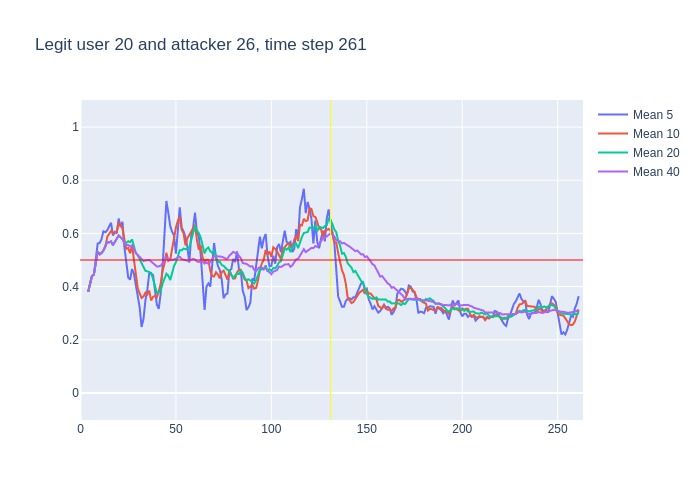 Legit user 20 and attacker 26, time step 261
Mean 5
Mean 10
Mean 20
Mean 40
1
0.8
0.6
0.4
0.2
0
0 50 100 150 200 250